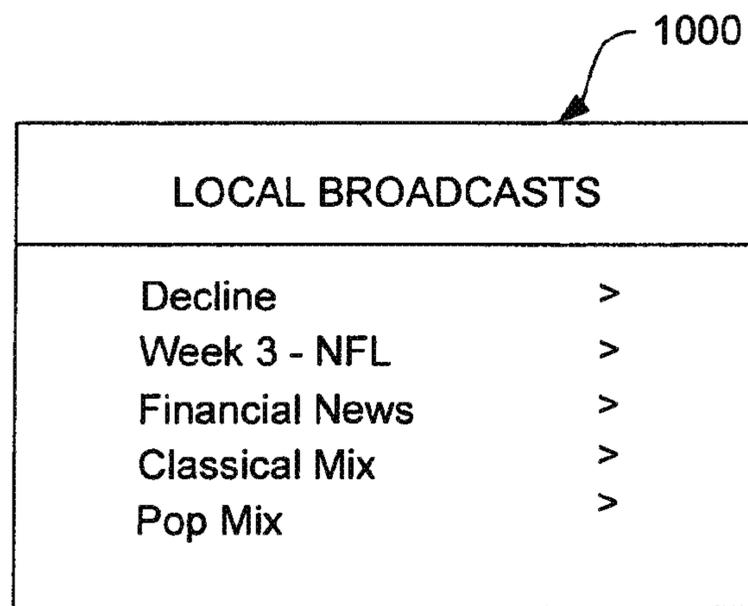 1000
LOCAL BROADCASTS
Decline >
Week 3 - NFL >
Financial News >
Classical Mix >
Pop Mix >